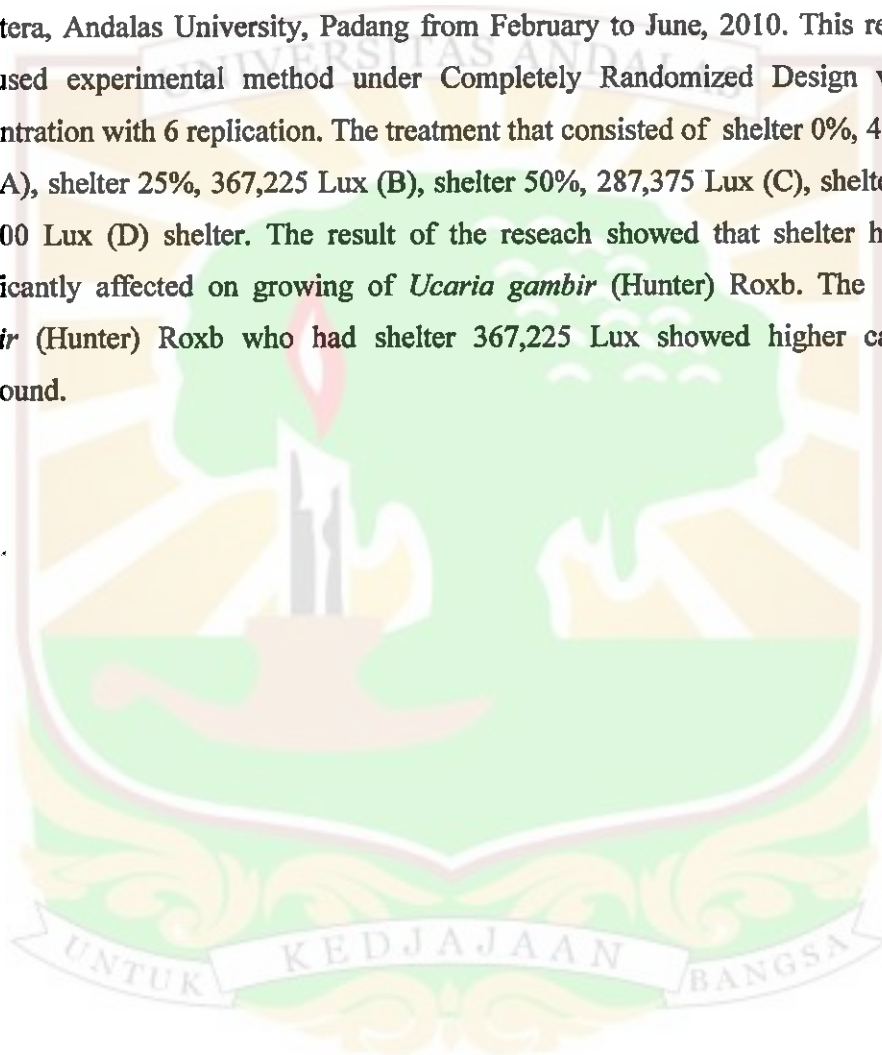 tera, Andalas University, Padang from February to June, 2010. This re
used experimental method under Completely Randomized Design
ntration with 6 replication. The treatment that consisted of shelter 0%, 4
A), shelter 25%, 367,225 Lux (B), shelter 50%, 287,375 Lux (C), shelte
00 Lux (D) shelter. The result of the reseach showed that shelter h
icantly affected on growing of Ucaria gambir (Hunter) Roxb. The
ir (Hunter) Roxb who had shelter 367,225 Lux showed higher ca
ound.
UNIVERSITAS ANDALAS
UNTUK KEDJAJAAN BANGSA